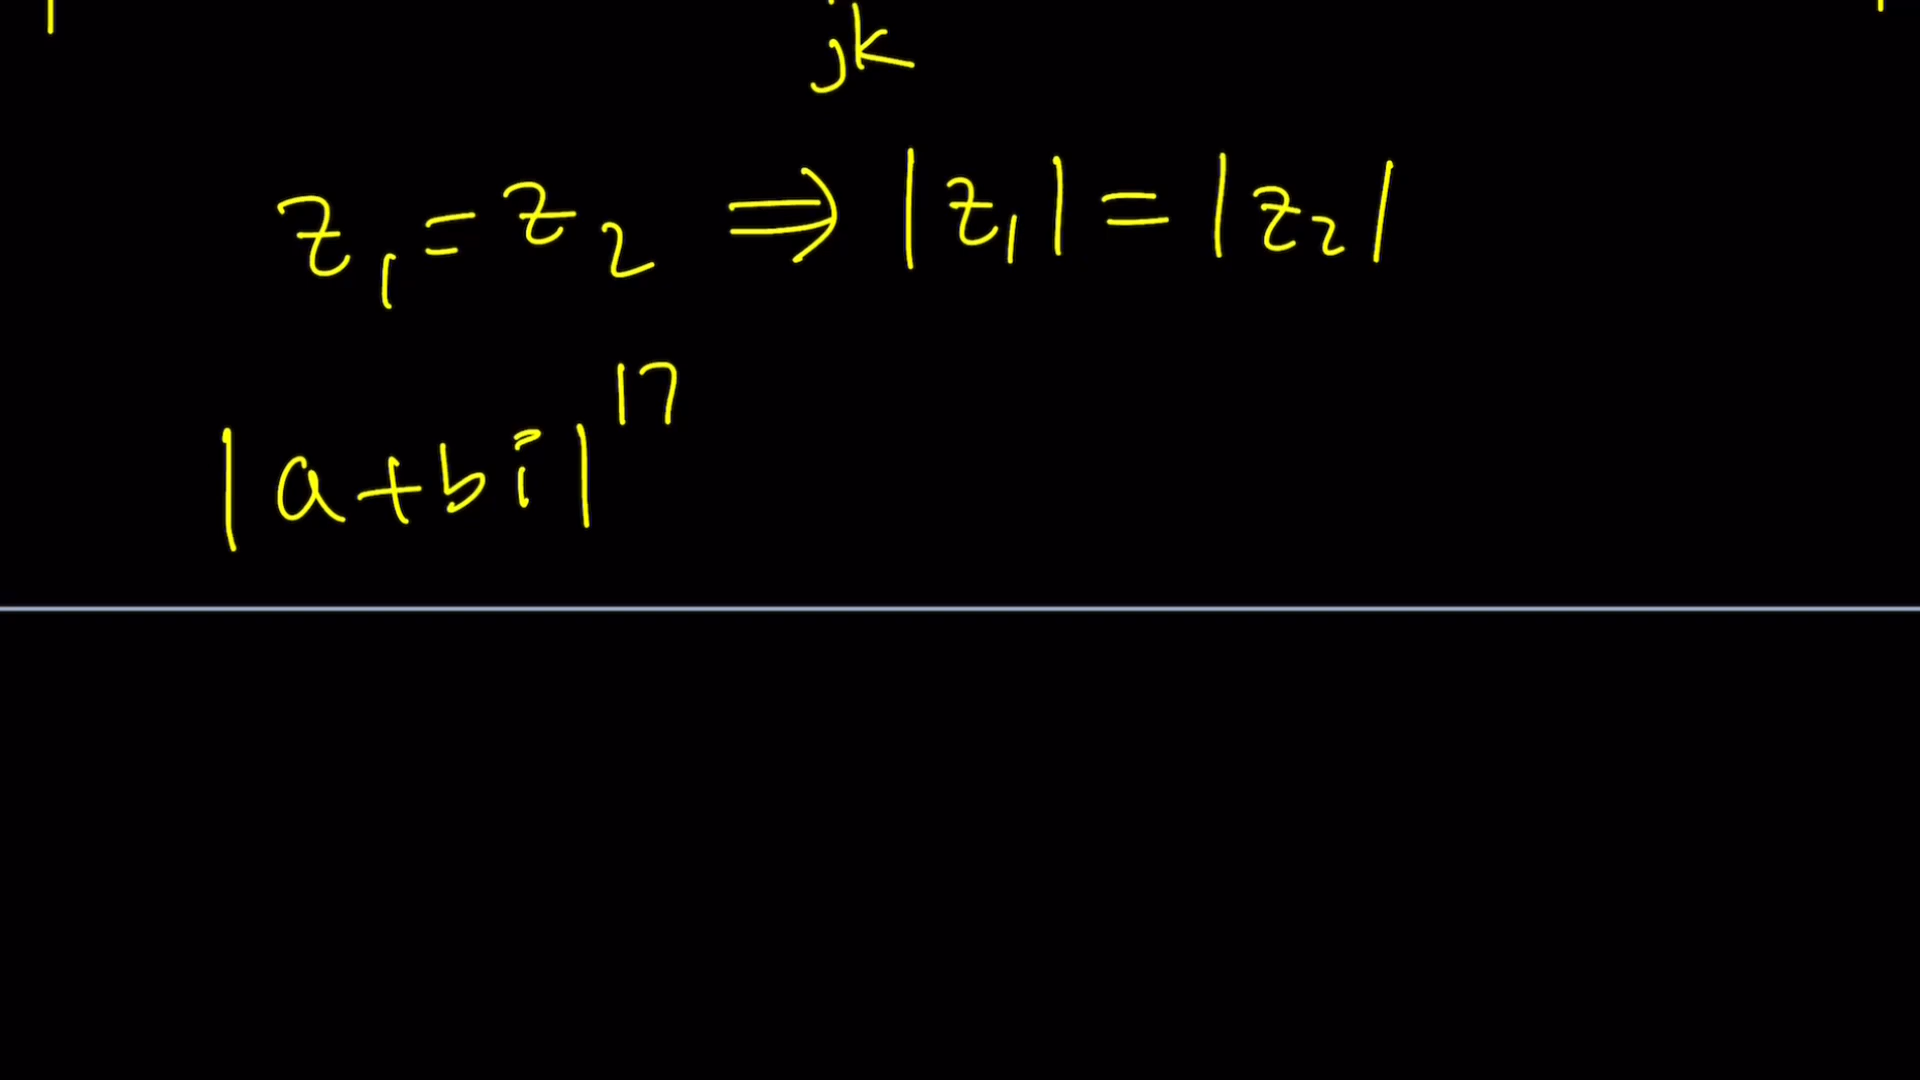 jk
z₁ = z₂ ⇒ |z₁| = |z₂|
|a+bi|¹⁷